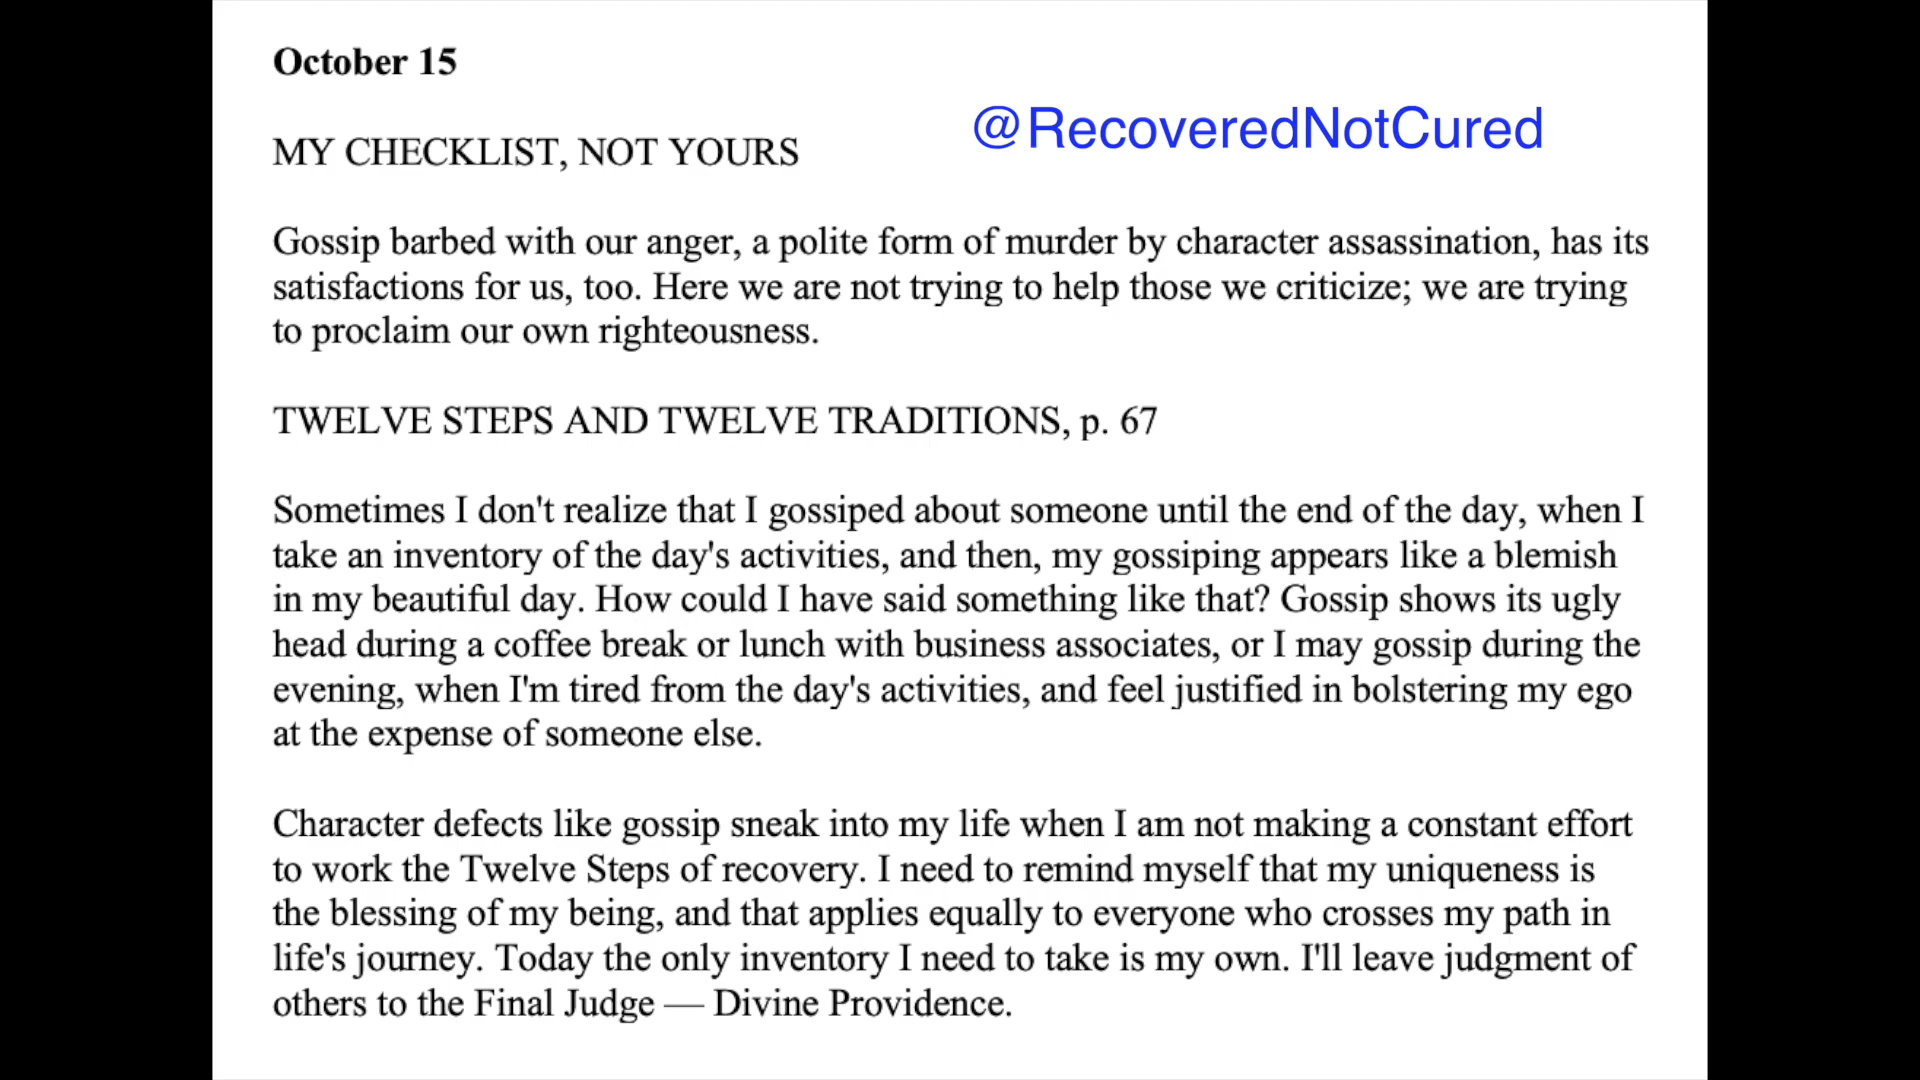 October 15
@RecoveredNotCured
MY CHECKLIST, NOT YOURS
Gossip barbed with our anger, a polite form of murder by character assassination, has its
satisfactions for us, too. Here we are not trying to help those we criticize; we are trying
to proclaim our own righteousness.
TWELVE STEPS AND TWELVE TRADITIONS, p. 67
Sometimes I don't realize that I gossiped about someone until the end of the day, when I
take an inventory of the day's activities, and then, my gossiping appears like a blemish
in my beautiful day. How could I have said something like that? Gossip shows its ugly
head during a coffee break or lunch with business associates, or I may gossip during the
evening, when I'm tired from the day's activities, and feel justified in bolstering my ego
at the expense of someone else.
Character defects like gossip sneak into my life when I am not making a constant effort
to work the Twelve Steps of recovery. I need to remind myself that my uniqueness is
the blessing of my being, and that applies equally to everyone who crosses my path in
life's journey. Today the only inventory I need to take is my own. I'll leave judgment of
others to the Final Judge — Divine Providence.